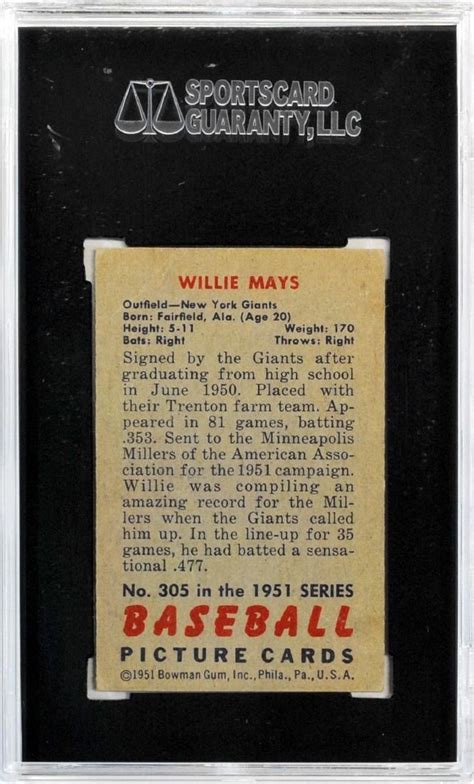 SPORTSCARD
GUARANTY, LLC
WILLIE MAYS
Outfield—New York Giants
Born: Fairfield, Ala. (Age 20)
Height: 5-11 Weight: 170
Bats: Right Throws: Right
Signed by the Giants after
graduating from high school
in June 1950. Placed with
their Trenton farm team. Ap-
peared in 81 games, batting
.353. Sent to the Minneapolis
Millers of the American Asso-
ciation for the 1951 campaign.
Willie was compiling an
amazing record for the Mil-
lers when the Giants called
him up. In the line-up for 35
games, he had batted a sensa-
tional .477.
No. 305 in the 1951 SERIES
BASEBALL
PICTURE CARDS
©1951 Bowman Gum, Inc., Phila., Pa., U.S.A.